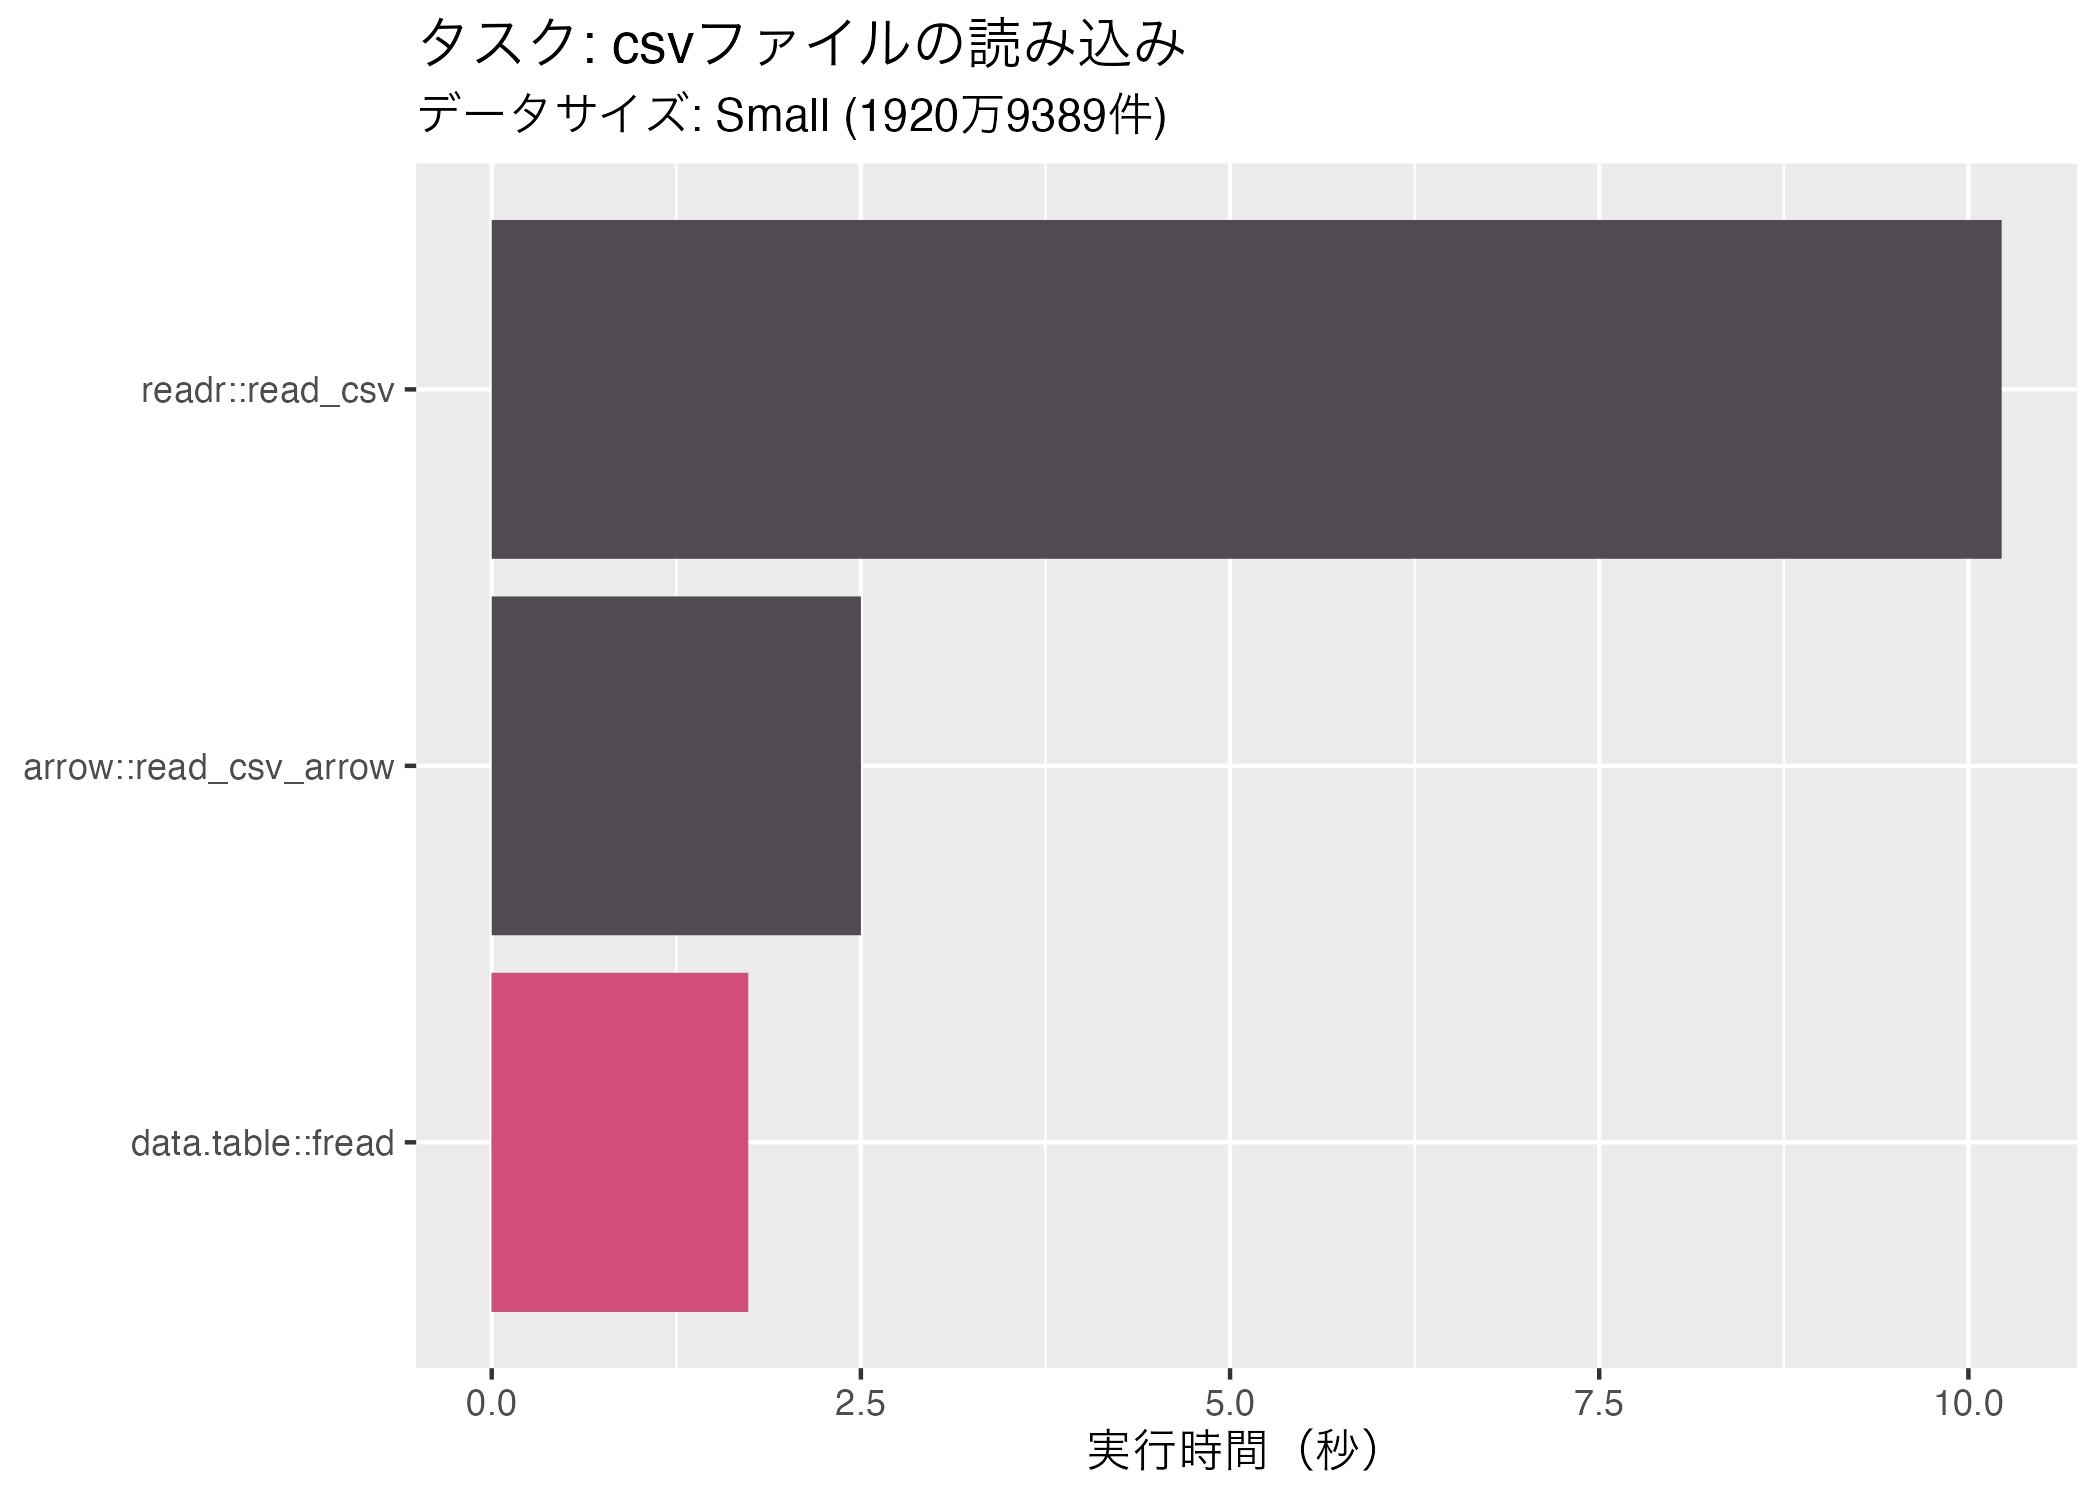 タスク: csvファイルの読み込み
データサイズ: Small (1920万9389件)
readr::read_csv
arrow::read_csv_arrow
data.table::fread
0.0 2.5 5.0 7.5 10.0
実行時間（秒）